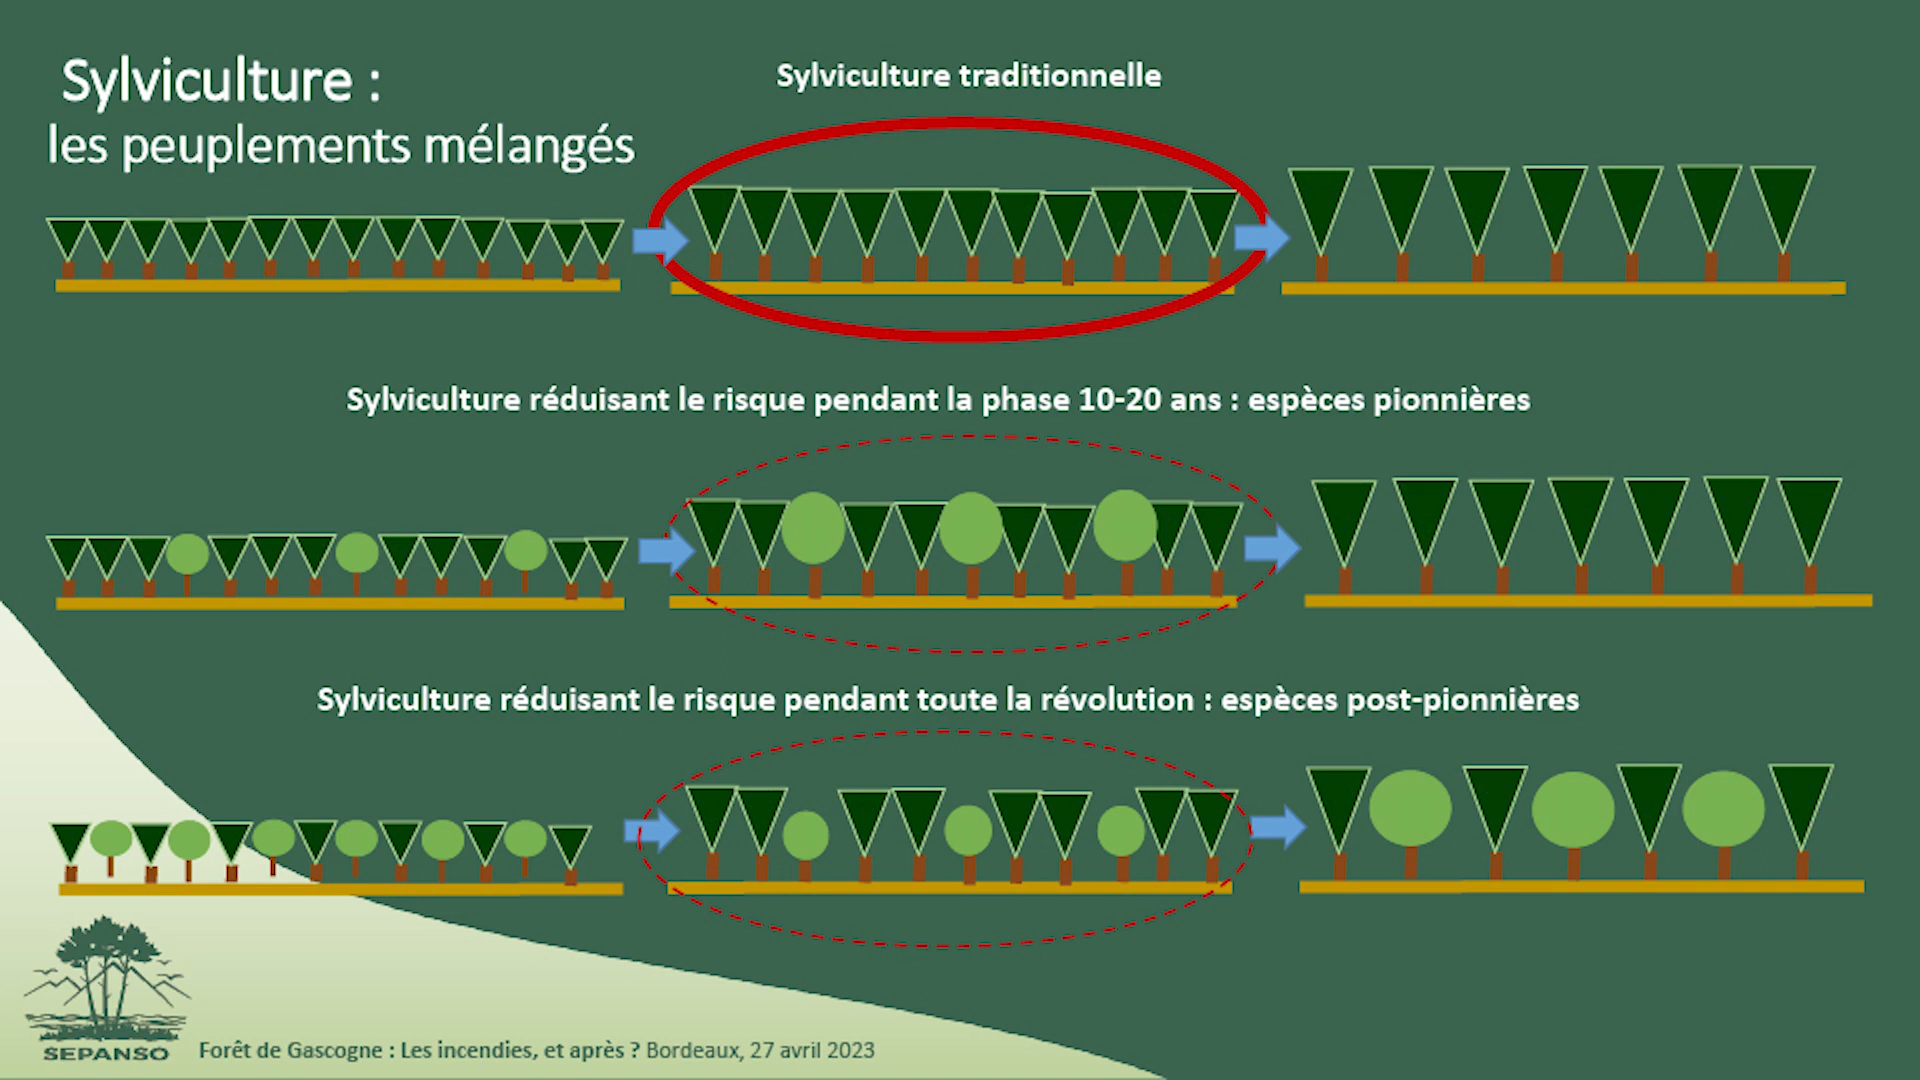 Sylviculture :
les peuplements mélangés
Sylviculture traditionnelle
Sylviculture réduisant le risque pendant la phase 10-20 ans : espèces pionnières
Sylviculture réduisant le risque pendant toute la révolution : espèces post-pionnières
SEPANSO
Forêt de Gascogne : Les incendies, et après ? Bordeaux, 27 avril 2023